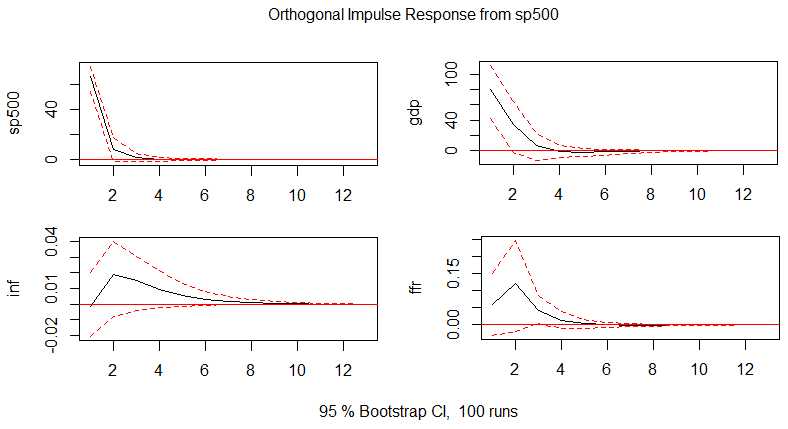 Orthogonal Impulse Response from sp500
sp500
0 40
2 4 6 8 10 12
gdp
0 40 100
2 4 6 8 10 12
inf
-0.02 0.01 0.04
2 4 6 8 10 12
ffr
0.00 0.15
2 4 6 8 10 12
95 % Bootstrap CI, 100 runs